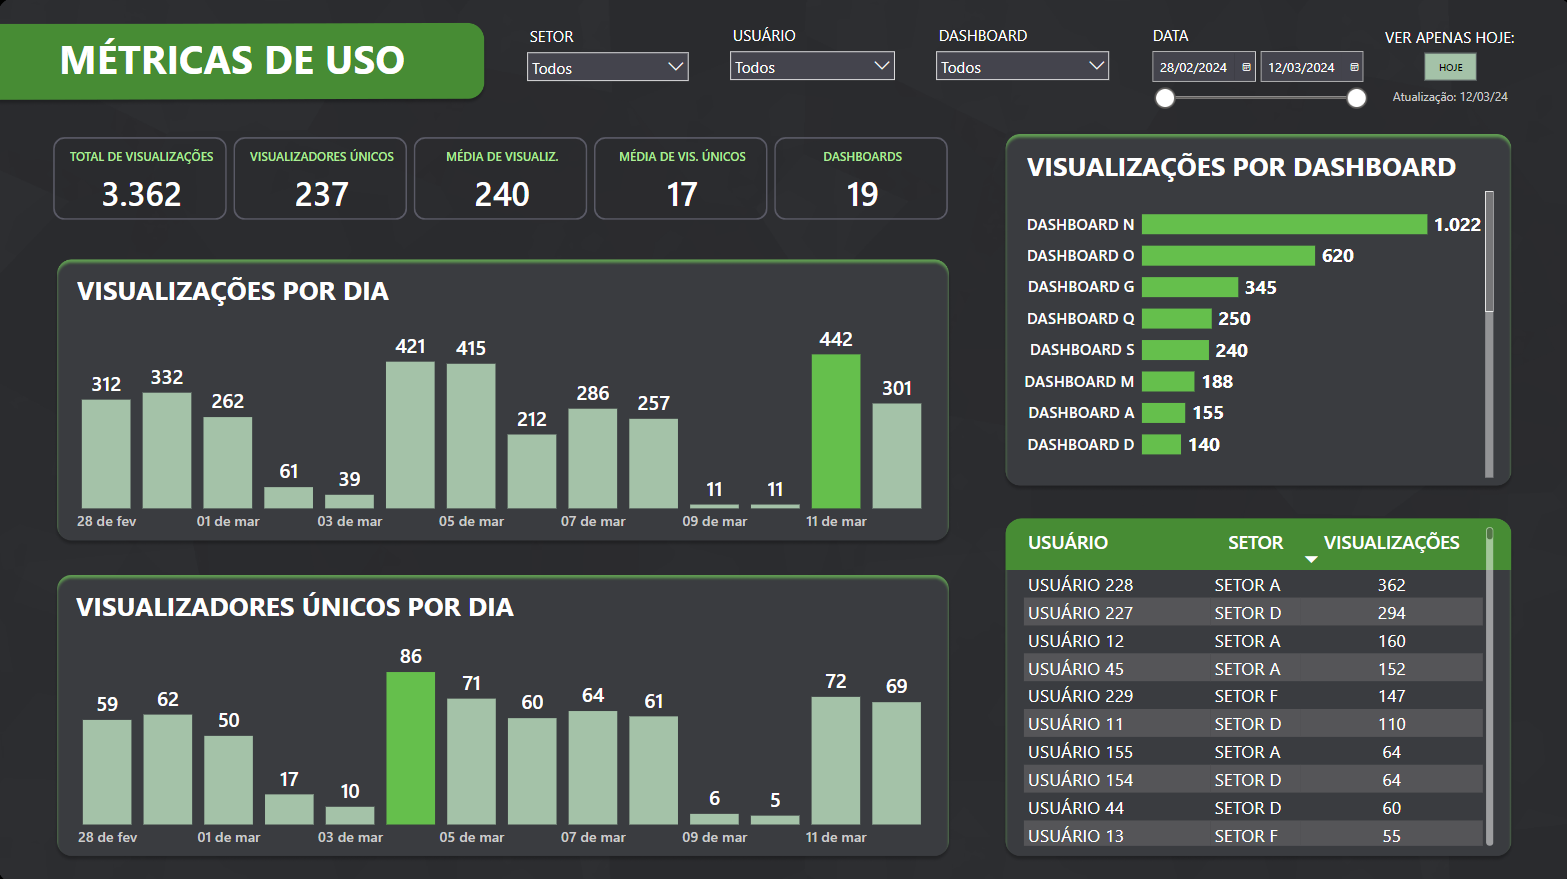 MÉTRICAS DE USO
SETOR
Todos
USUÁRIO
Todos
DASHBOARD
Todos
DATA
28/02/2024
12/03/2024
VER APENAS HOJE:
HOJE
Atualização: 12/03/24
TOTAL DE VISUALIZAÇÕES
3.362
VISUALIZADORES ÚNICOS
237
MÉDIA DE VISUALIZ.
240
MÉDIA DE VIS. ÚNICOS
17
DASHBOARDS
19
VISUALIZAÇÕES POR DIA
312
332
262
61
39
421
415
212
286
257
11
11
442
301
28 de fev
01 de mar
03 de mar
05 de mar
07 de mar
09 de mar
11 de mar
VISUALIZADORES ÚNICOS POR DIA
59
62
50
17
10
86
71
60
64
61
6
5
72
69
28 de fev
01 de mar
03 de mar
05 de mar
07 de mar
09 de mar
11 de mar
VISUALIZAÇÕES POR DASHBOARD
DASHBOARD N 1.022
DASHBOARD O 620
DASHBOARD G 345
DASHBOARD Q 250
DASHBOARD S 240
DASHBOARD M 188
DASHBOARD A 155
DASHBOARD D 140
USUÁRIO SETOR VISUALIZAÇÕES
USUÁRIO 228 SETOR A 362
USUÁRIO 227 SETOR D 294
USUÁRIO 12 SETOR A 160
USUÁRIO 45 SETOR A 152
USUÁRIO 229 SETOR F 147
USUÁRIO 11 SETOR D 110
USUÁRIO 155 SETOR A 64
USUÁRIO 154 SETOR D 64
USUÁRIO 44 SETOR D 60
USUÁRIO 13 SETOR F 55